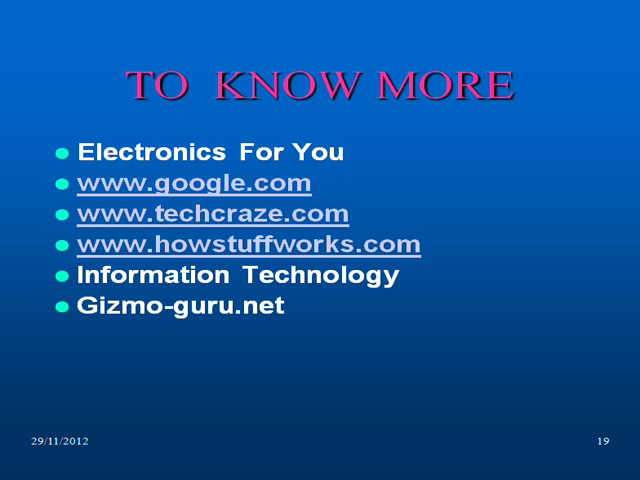 TO KNOW MORE
Electronics For You
www.google.com
www.techcraze.com
www.howstuffworks.com
Information Technology
Gizmo-guru.net
29/11/2012
19